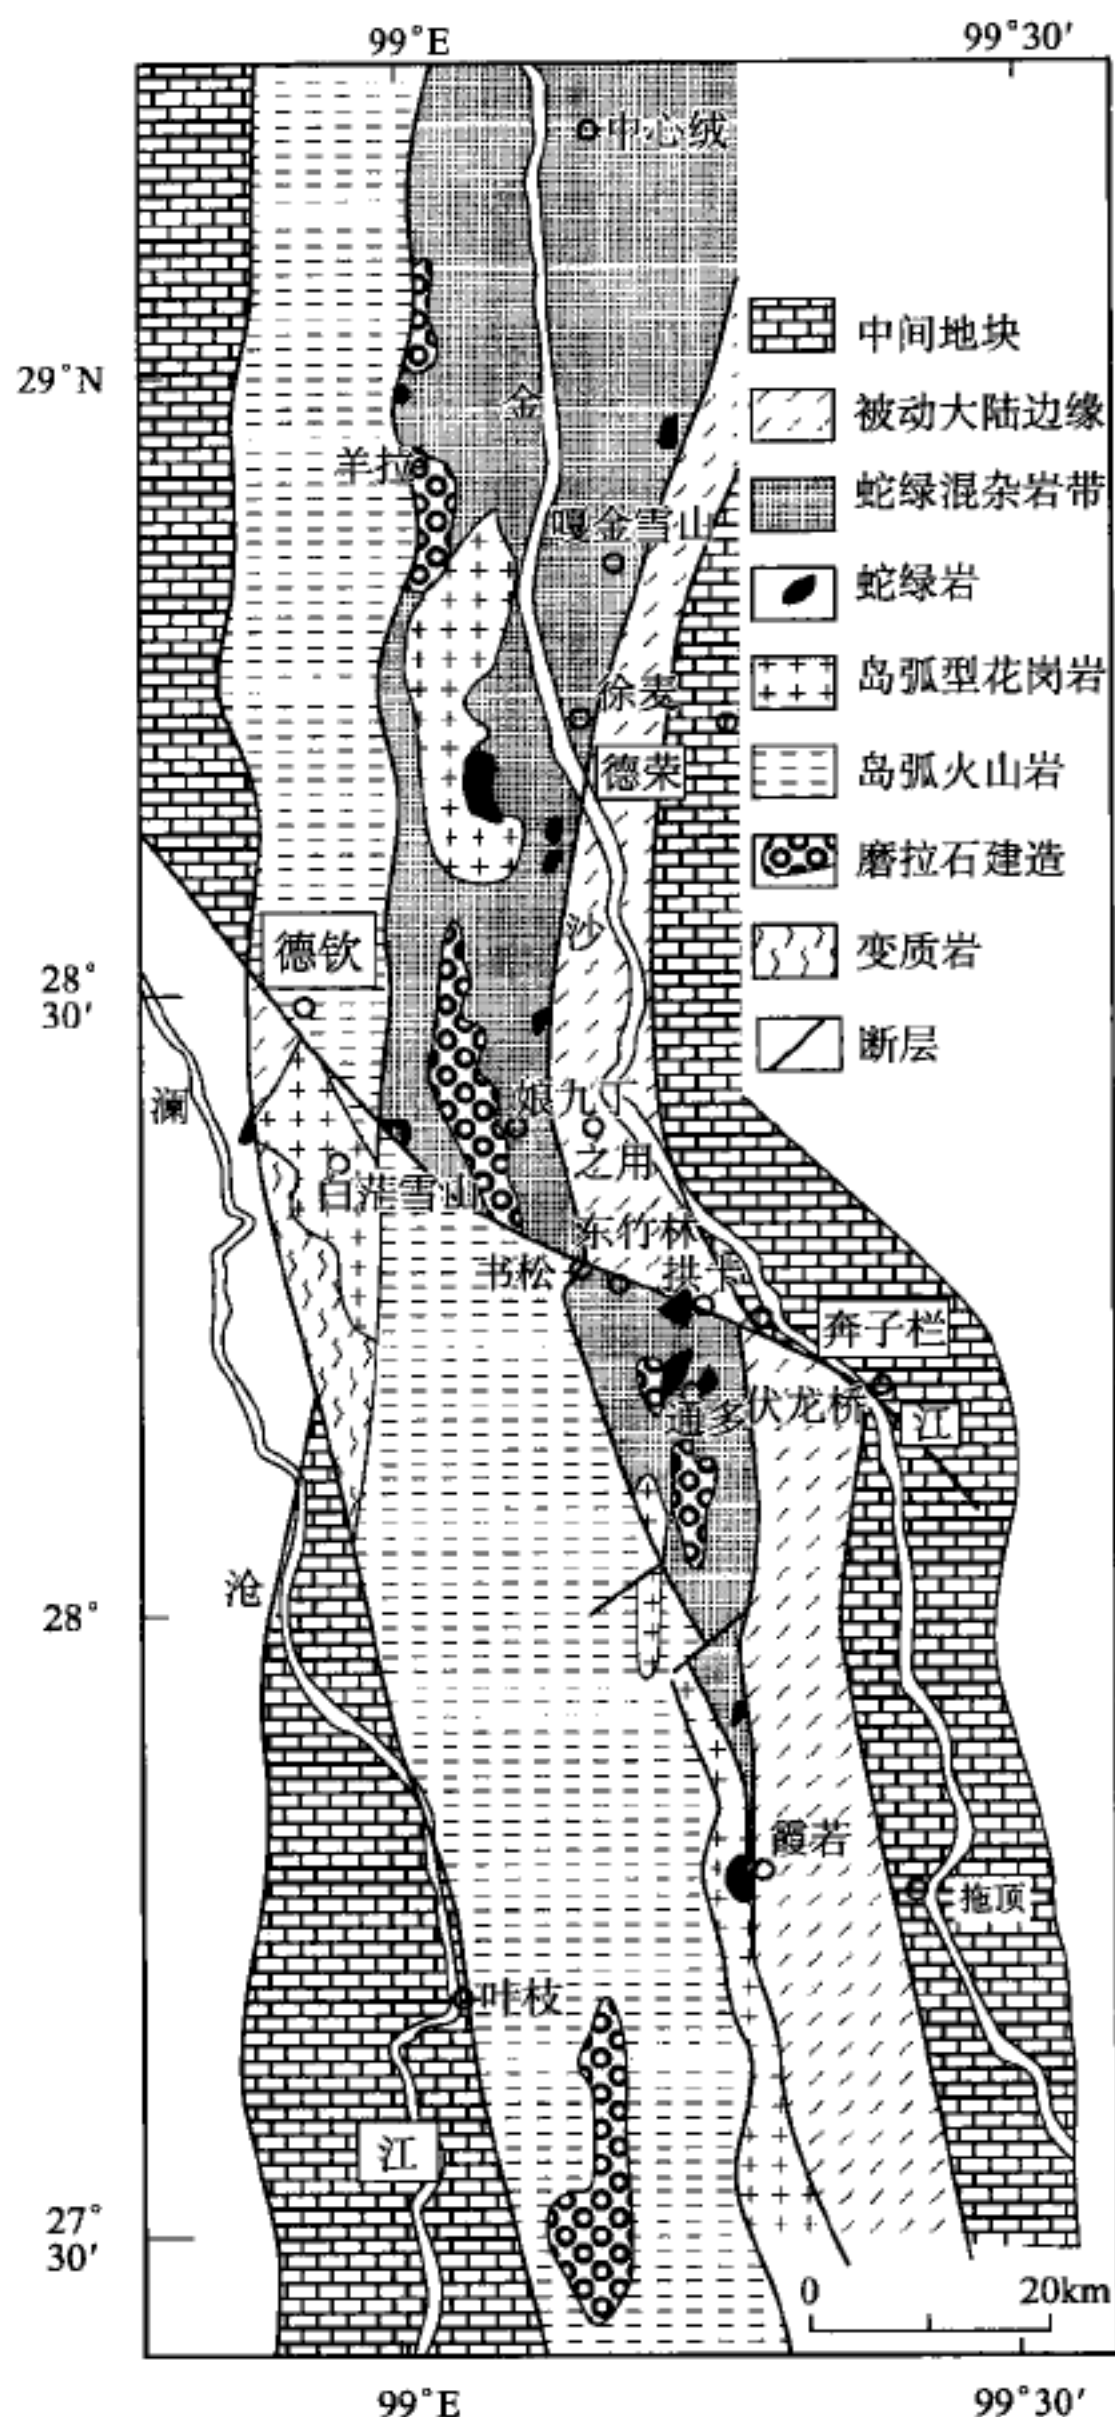 99°E
99°30′
中心绒
29°N
金
羊拉
嘎金雪山
徐麦
德荣
沙
德钦
28°
30′
澜
娘九丁
之用
白茫雪山
东竹林
书松
拱卡
奔子栏
伏龙桥
通多
江
沧
28°
霞若
拖顶
叶枝
江
27°
30′
中间地块
被动大陆边缘
蛇绿混杂岩带
蛇绿岩
岛弧型花岗岩
岛弧火山岩
磨拉石建造
变质岩
断层
0
20km
99°E
99°30′